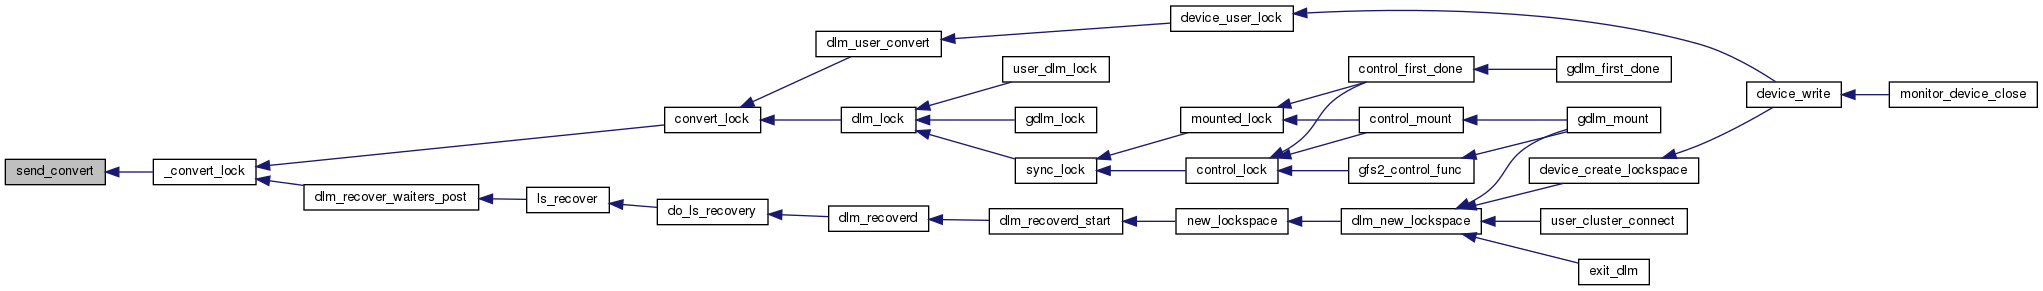 send_convert
_convert_lock
convert_lock
dlm_recover_waiters_post
dlm_user_convert
dlm_lock
ls_recover
do_ls_recovery
dlm_recoverd
device_user_lock
user_dlm_lock
gdlm_lock
sync_lock
dlm_recoverd_start
mounted_lock
control_lock
new_lockspace
control_first_done
control_mount
gfs2_control_func
dlm_new_lockspace
gdlm_first_done
gdlm_mount
device_create_lockspace
user_cluster_connect
exit_dlm
device_write
monitor_device_close